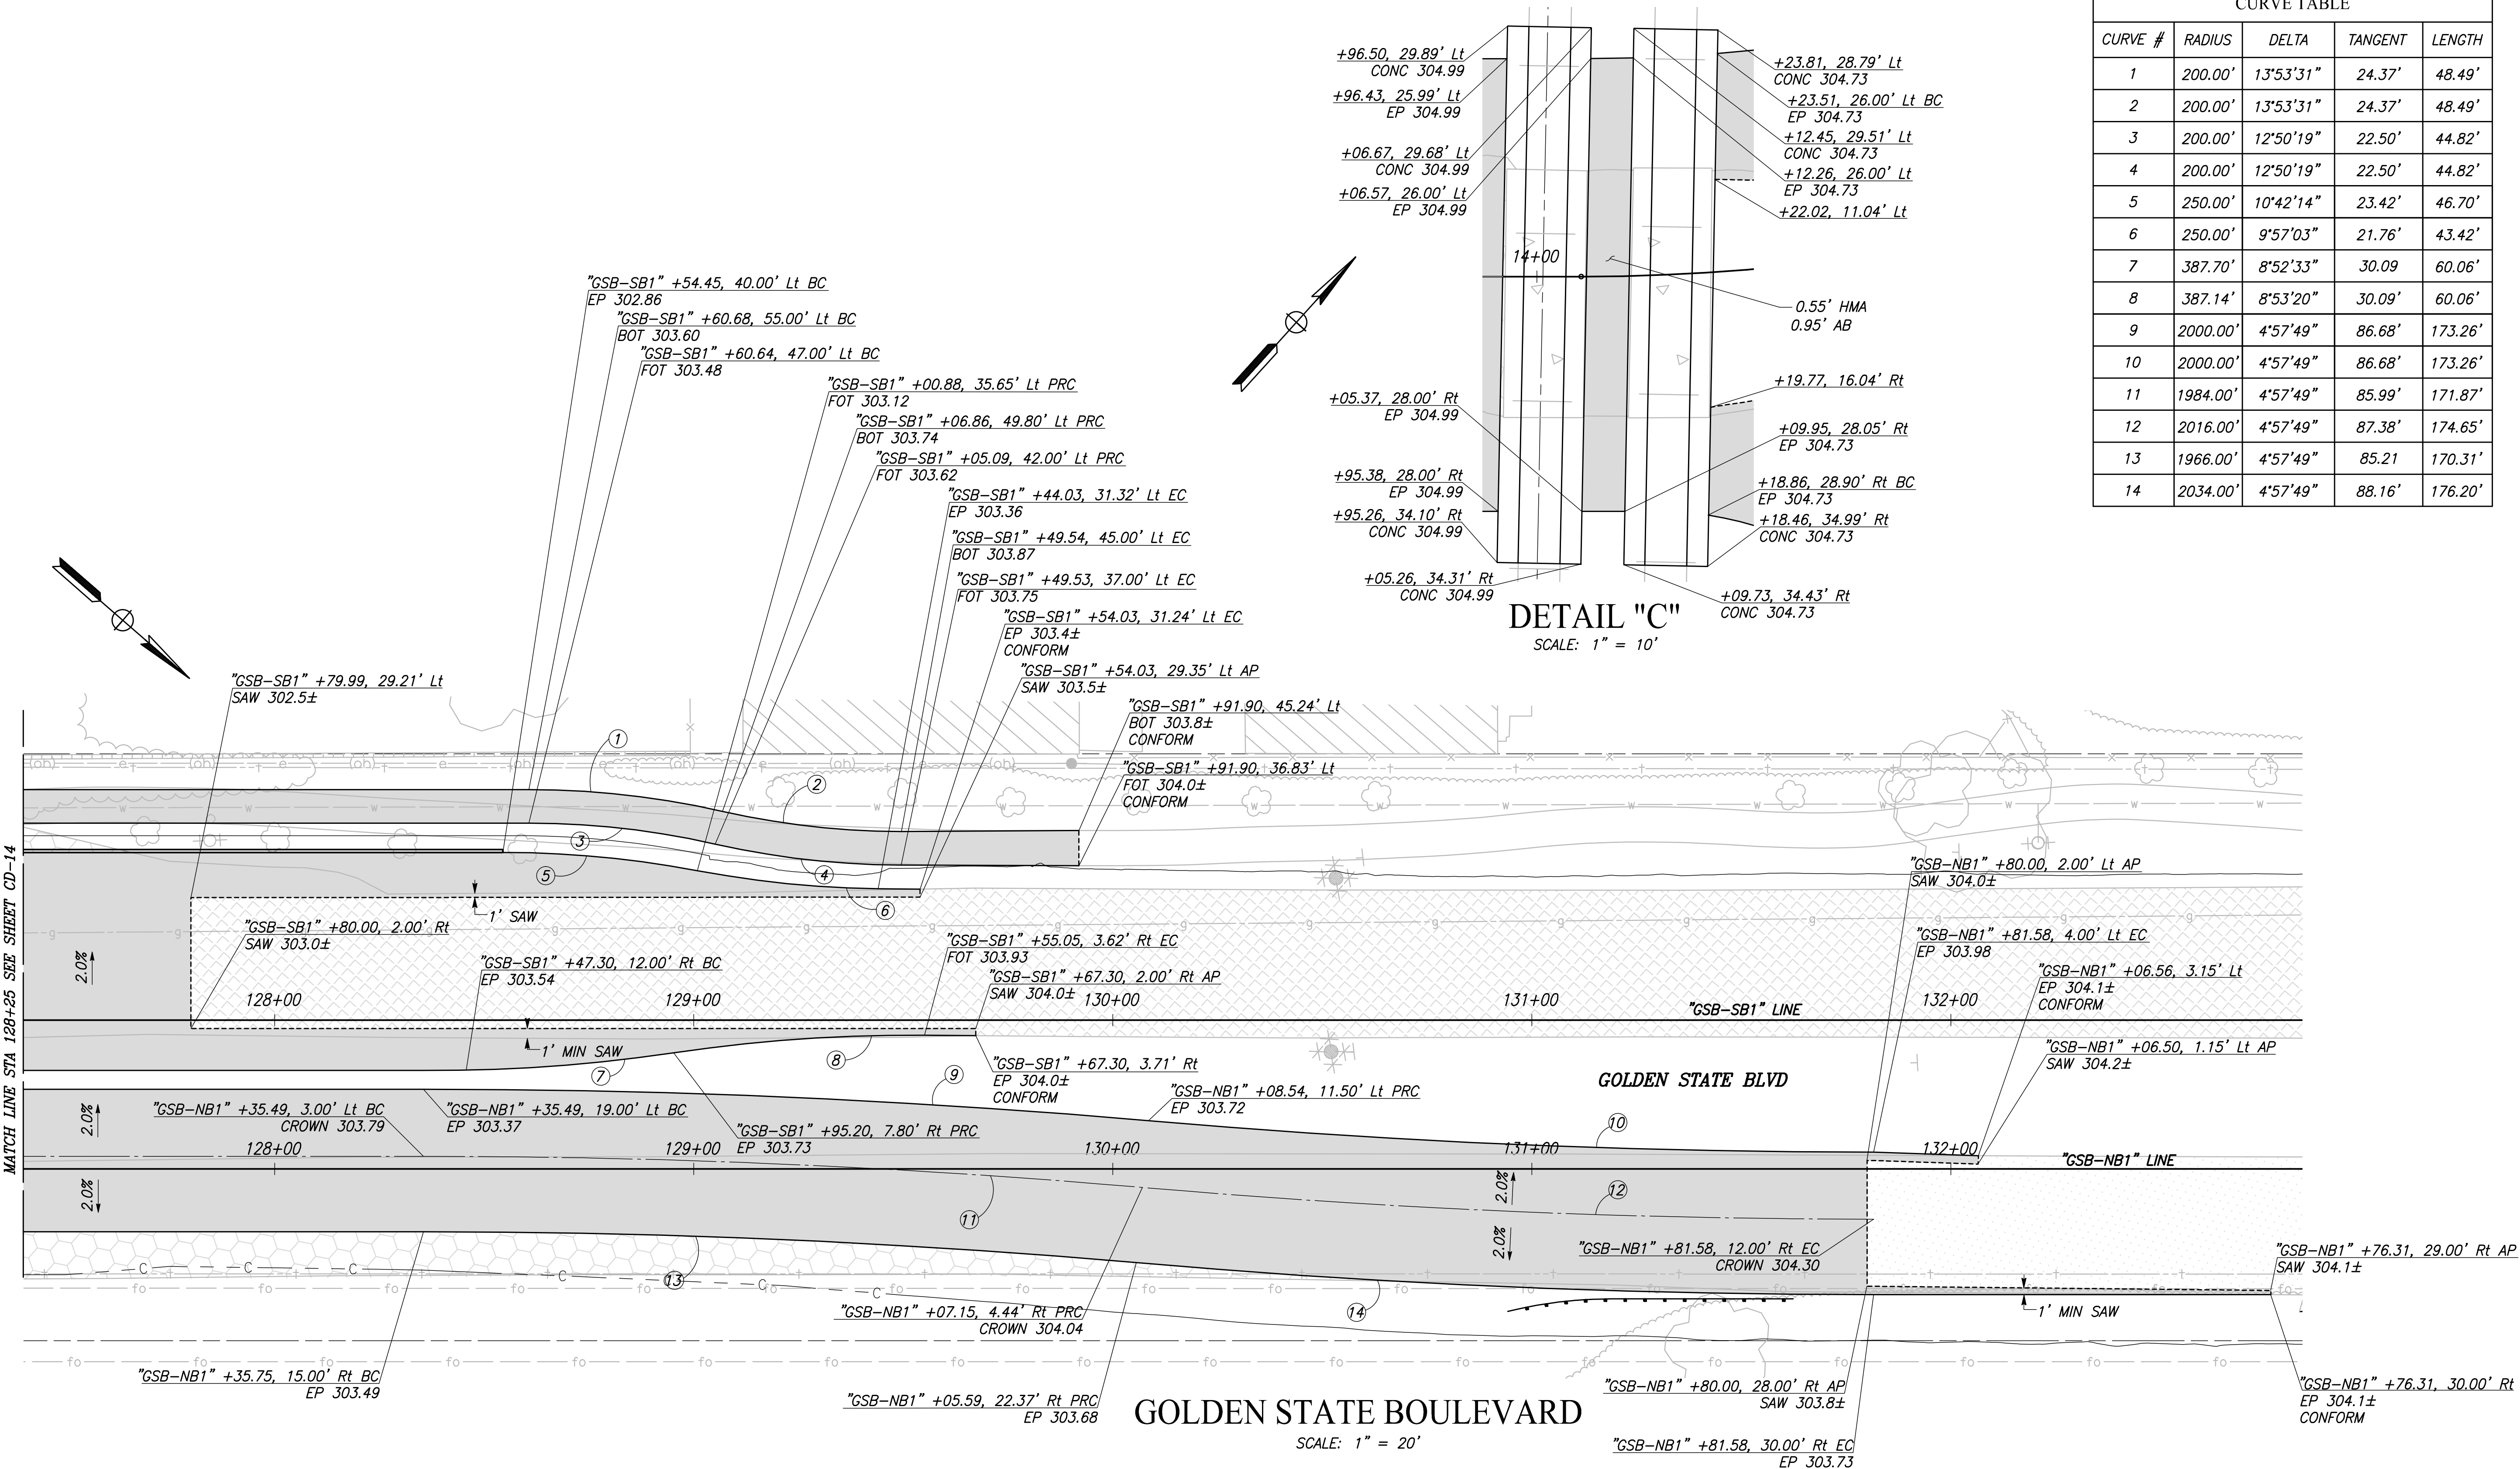 CURVE TABLE
CURVE # RADIUS DELTA TANGENT LENGTH
1 200.00' 13°53'31" 24.37' 48.49'
2 200.00' 13°53'31" 24.37' 48.49'
3 200.00' 12°50'19" 22.50' 44.82'
4 200.00' 12°50'19" 22.50' 44.82'
5 250.00' 10°42'14" 23.42' 46.70'
6 250.00' 9°57'03" 21.76' 43.42'
7 387.70' 8°52'33" 30.09 60.06'
8 387.14' 8°53'20" 30.09' 60.06'
9 2000.00' 4°57'49" 86.68' 173.26'
10 2000.00' 4°57'49" 86.68' 173.26'
11 1984.00' 4°57'49" 85.99' 171.87'
12 2016.00' 4°57'49" 87.38' 174.65'
13 1966.00' 4°57'49" 85.21 170.31'
14 2034.00' 4°57'49" 88.16' 176.20'
+96.50, 29.89' Lt
CONC 304.99
+96.43, 25.99' Lt
EP 304.99
+06.67, 29.68' Lt
CONC 304.99
+06.57, 26.00' Lt
EP 304.99
+05.37, 28.00' Rt
EP 304.99
+95.38, 28.00' Rt
EP 304.99
+95.26, 34.10' Rt
CONC 304.99
+05.26, 34.31' Rt
CONC 304.99
+23.81, 28.79' Lt
CONC 304.73
+23.51, 26.00' Lt BC
EP 304.73
+12.45, 29.51' Lt
CONC 304.73
+12.26, 26.00' Lt
EP 304.73
+22.02, 11.04' Lt
14+00
0.55' HMA
0.95' AB
+19.77, 16.04' Rt
+09.95, 28.05' Rt
EP 304.73
+18.86, 28.90' Rt BC
EP 304.73
+18.46, 34.99' Rt
CONC 304.73
+09.73, 34.43' Rt
CONC 304.73
DETAIL "C"
SCALE: 1" = 10'
"GSB-SB1" +54.45, 40.00' Lt BC
EP 302.86
"GSB-SB1" +60.68, 55.00' Lt BC
BOT 303.60
"GSB-SB1" +60.64, 47.00' Lt BC
FOT 303.48
"GSB-SB1" +00.88, 35.65' Lt PRC
FOT 303.12
"GSB-SB1" +06.86, 49.80' Lt PRC
BOT 303.74
"GSB-SB1" +05.09, 42.00' Lt PRC
FOT 303.62
"GSB-SB1" +44.03, 31.32' Lt EC
EP 303.36
"GSB-SB1" +49.54, 45.00' Lt EC
BOT 303.87
"GSB-SB1" +49.53, 37.00' Lt EC
FOT 303.75
"GSB-SB1" +54.03, 31.24' Lt EC
EP 303.4±
CONFORM
"GSB-SB1" +54.03, 29.35' Lt AP
SAW 303.5±
"GSB-SB1" +91.90, 45.24' Lt
BOT 303.8±
CONFORM
"GSB-SB1" +91.90, 36.83' Lt
FOT 304.0±
CONFORM
"GSB-SB1" +79.99, 29.21' Lt
SAW 302.5±
1
2
3
4
5
6
1' SAW
"GSB-SB1" +80.00, 2.00' Rt
SAW 303.0±
"GSB-SB1" +47.30, 12.00' Rt BC
EP 303.54
"GSB-SB1" +55.05, 3.62' Rt EC
FOT 303.93
"GSB-SB1" +67.30, 2.00' Rt AP
SAW 304.0±
2.0%
128+00 129+00 130+00 131+00 132+00
"GSB-SB1" LINE
1' MIN SAW
7
8
9
"GSB-SB1" +67.30, 3.71' Rt
EP 304.0±
CONFORM
GOLDEN STATE BLVD
"GSB-NB1" +80.00, 2.00' Lt AP
SAW 304.0±
"GSB-NB1" +81.58, 4.00' Lt EC
EP 303.98
"GSB-NB1" +06.56, 3.15' Lt
EP 304.1±
CONFORM
"GSB-NB1" +06.50, 1.15' Lt AP
SAW 304.2±
"GSB-NB1" +35.49, 3.00' Lt BC
CROWN 303.79
"GSB-NB1" +35.49, 19.00' Lt BC
EP 303.37
"GSB-SB1" +95.20, 7.80' Rt PRC
EP 303.73
"GSB-NB1" +08.54, 11.50' Lt PRC
EP 303.72
10
2.0%
128+00 129+00 130+00 131+00 132+00
"GSB-NB1" LINE
2.0%
2.0%
2.0%
11
12
13
14
"GSB-NB1" +81.58, 12.00' Rt EC
CROWN 304.30
"GSB-NB1" +76.31, 29.00' Rt AP
SAW 304.1±
"GSB-NB1" +07.15, 4.44' Rt PRC
CROWN 304.04
1' MIN SAW
"GSB-NB1" +35.75, 15.00' Rt BC
EP 303.49
"GSB-NB1" +05.59, 22.37' Rt PRC
EP 303.68
"GSB-NB1" +80.00, 28.00' Rt AP
SAW 303.8±
"GSB-NB1" +76.31, 30.00' Rt
EP 304.1±
CONFORM
"GSB-NB1" +81.58, 30.00' Rt EC
EP 303.73
MATCH LINE STA 128+25 SEE SHEET CD-14
GOLDEN STATE BOULEVARD
SCALE: 1" = 20'